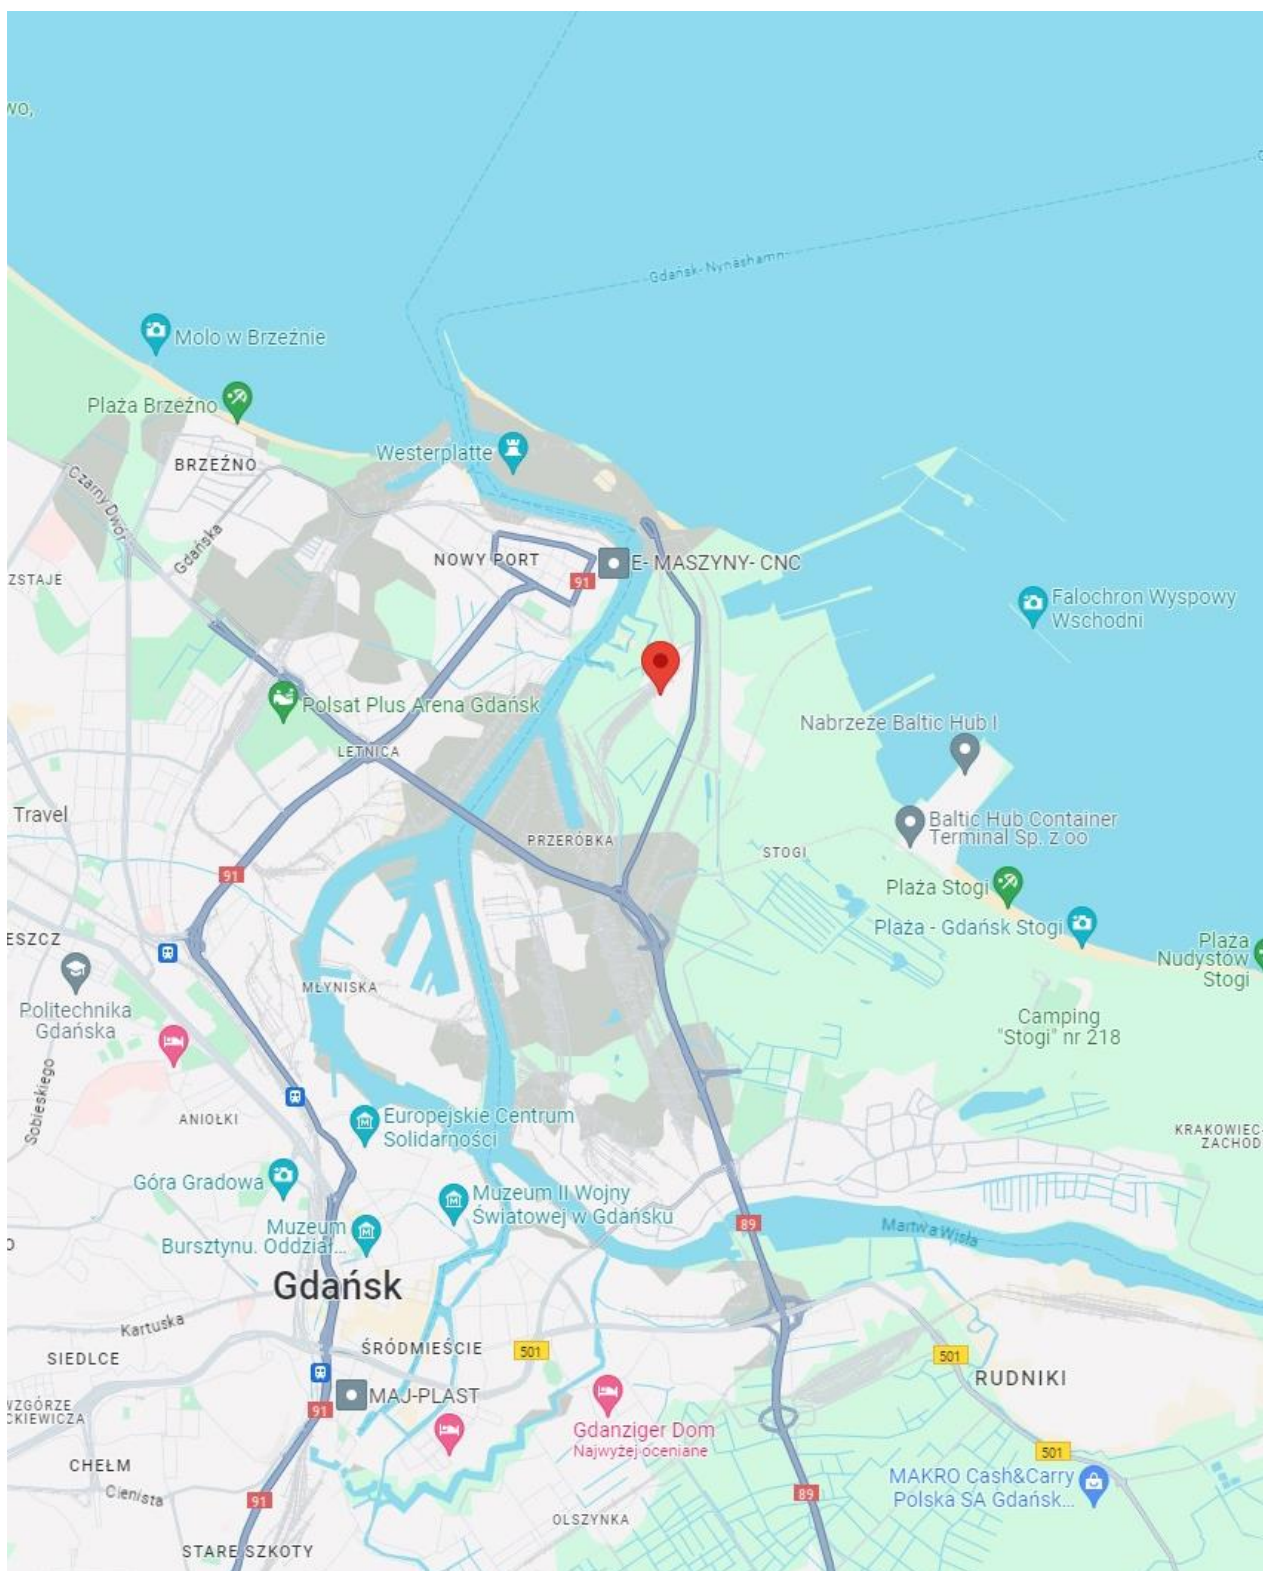 WO,
Gdańsk-Nynäshamn
Molo w Brzeźnie
Plaża Brzeźno
BRZEŹNO
Westerplatte
Czarny Dwór
Gdańska
NOWY PORT
E- MASZYNY- CNC
91
ZSTAJE
Falochron Wyspowy
Wschodni
Polsat Plus Arena Gdańsk
Nabrzeże Baltic Hub I
LETNICA
Travel
Baltic Hub Container
Terminal Sp. z oo
PRZERÓBKA
STOGI
91
Plaża Stogi
Plaża - Gdańsk Stogi
ESZCZ
Plaża
Nudystów
Stogi
MŁYNISKA
Politechnika
Gdańska
Camping
"Stogi" nr 218
Sobieskiego
ANIOŁKI
Europejskie Centrum
Solidarności
KRAKOWIEC-
ZACHOD
Góra Gradowa
Muzeum II Wojny
Światowej w Gdańsku
Muzeum
Bursztynu. Oddział...
89
Martwa Wisła
Gdańsk
Kartuska
SIEDLCE
ŚRÓDMIEŚCIE
501
501
RUDNIKI
WZGÓRZE
CKIEWICZA
MAJ-PLAST
91
Gdanziger Dom
Najwyżej oceniane
501
CHEŁM
Cienista
91
89
MAKRO Cash&Carry
Polska SA Gdańsk...
OLSZYNKA
STARE SZKOTY